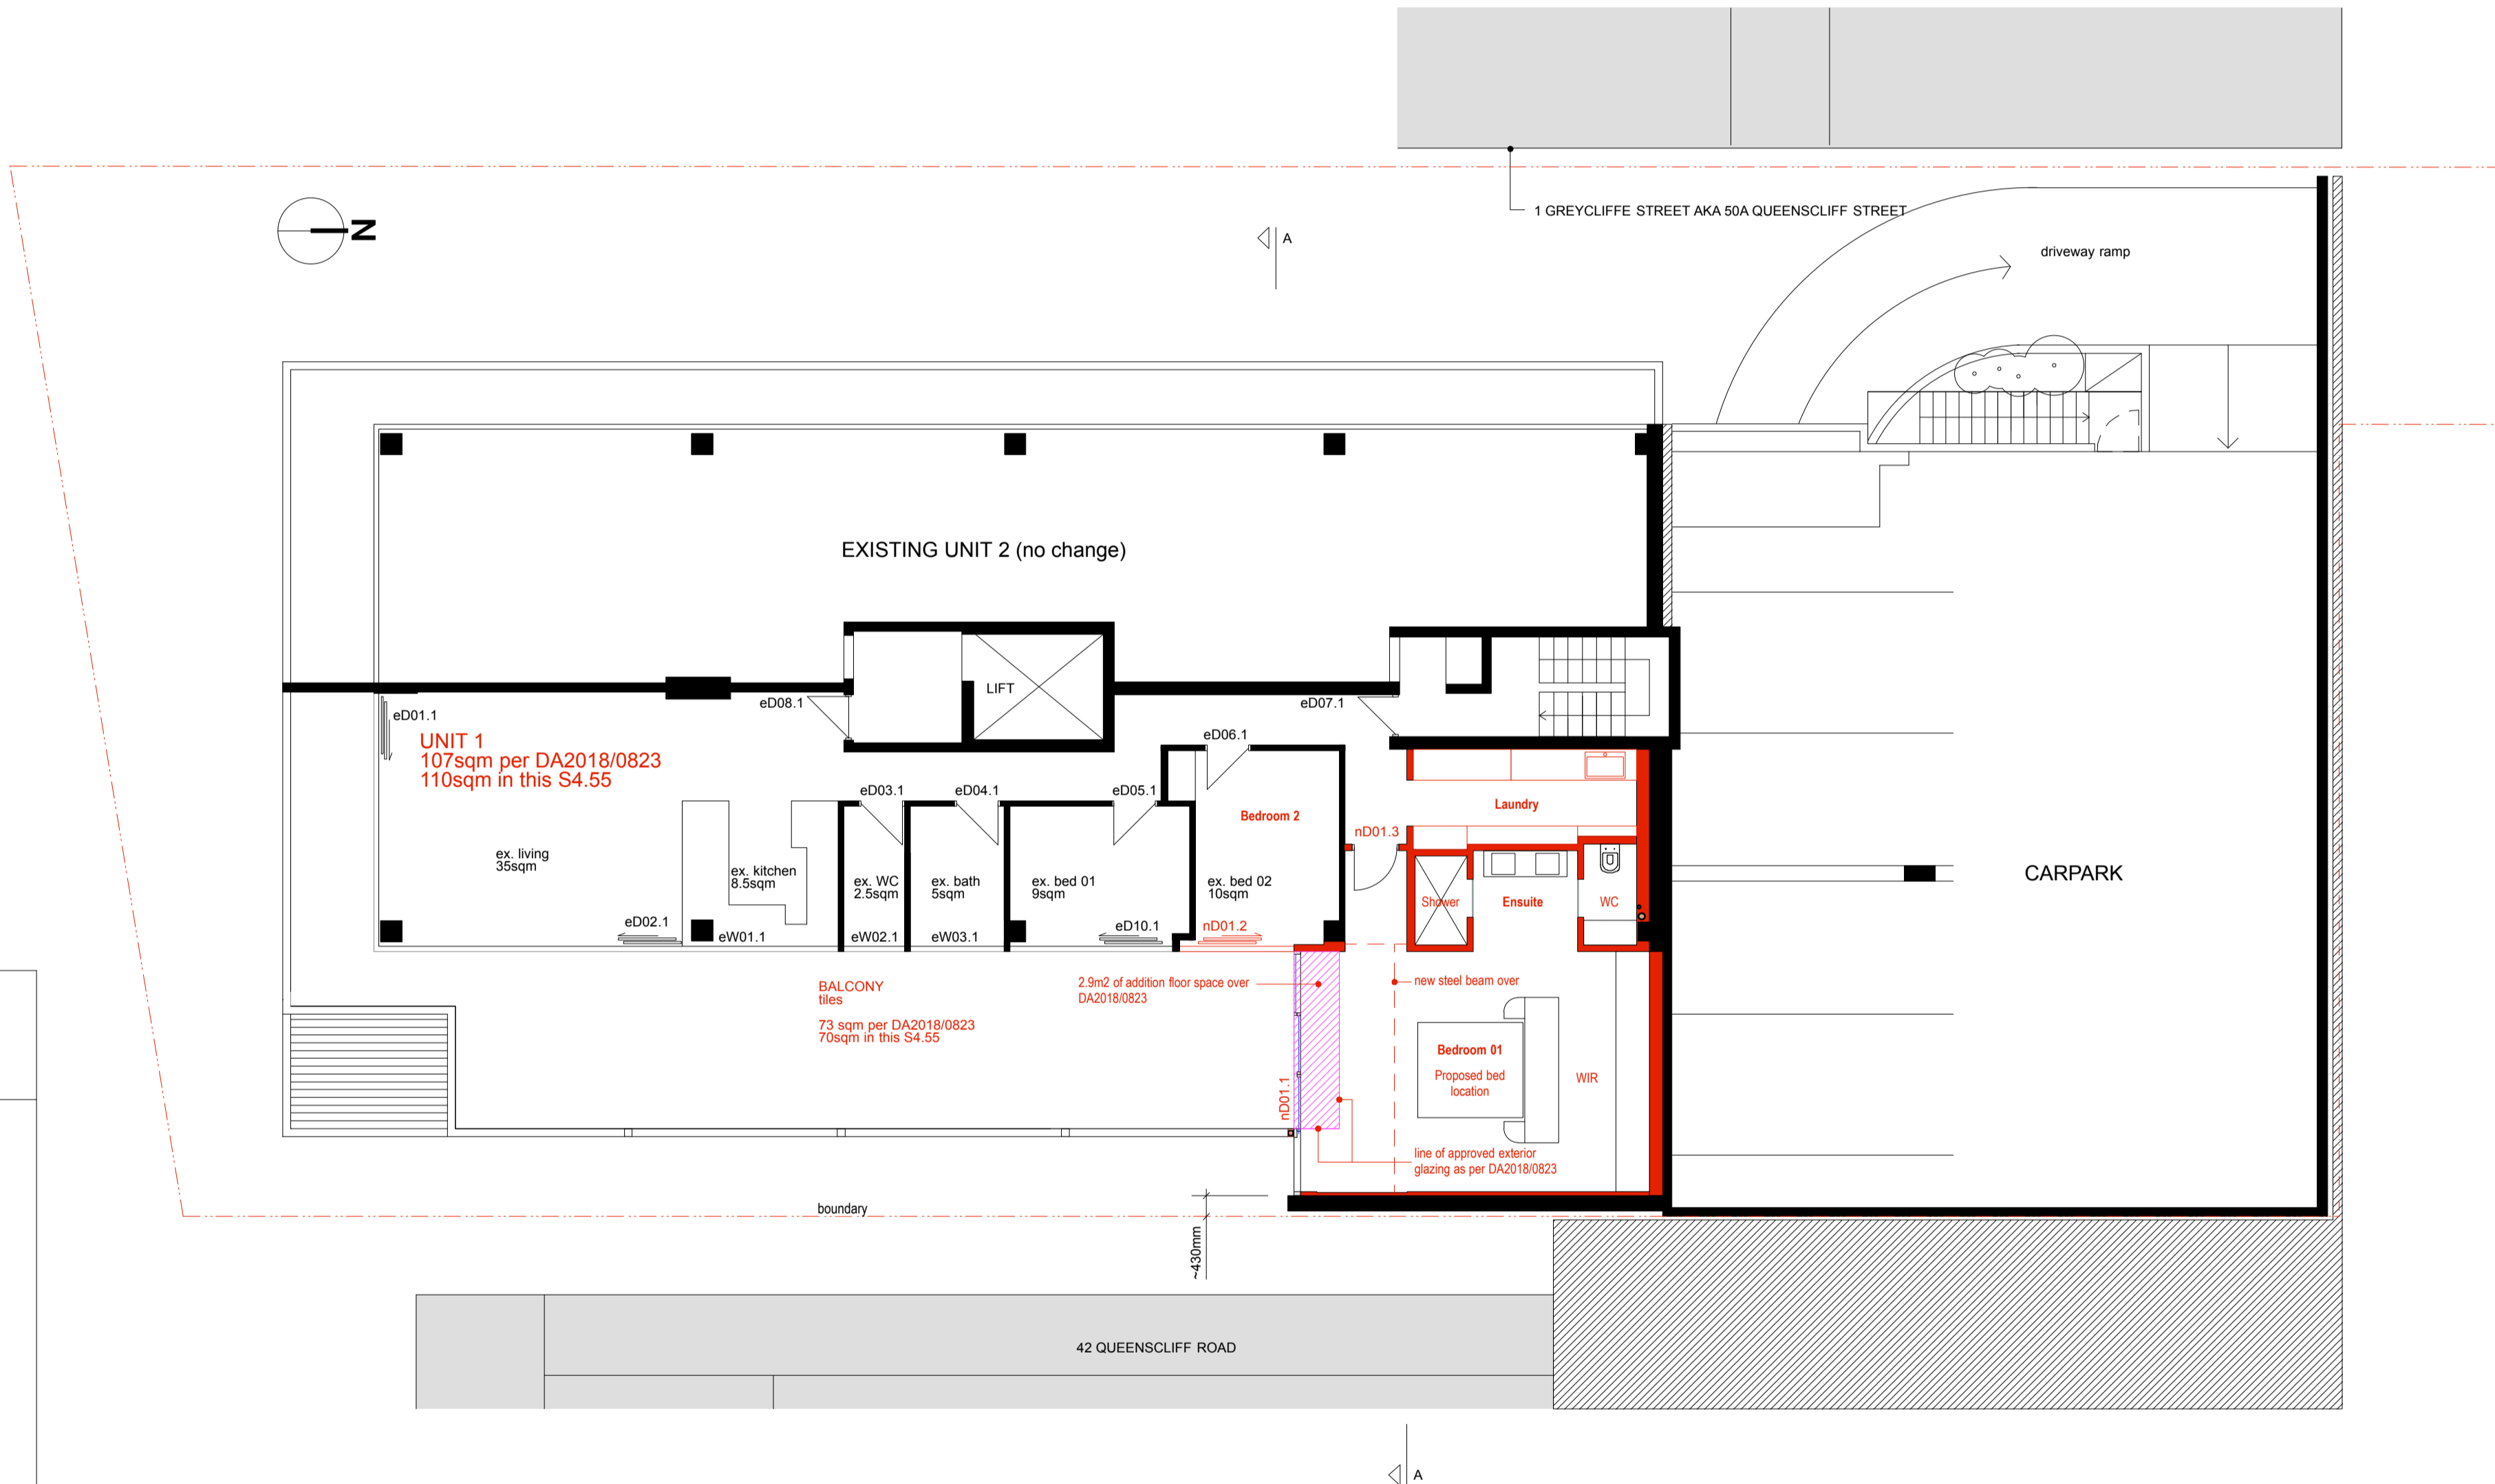 1 GREYCLIFFE STREET AKA 50A QUEENSCLIFF STREET
N
A
driveway ramp
EXISTING UNIT 2 (no change)
LIFT
eD08.1
eD07.1
eD01.1
UNIT 1
107sqm per DA2018/0823
110sqm in this S4.55
eD06.1
eD03.1
eD04.1
eD05.1
Bedroom 2
Laundry
nD01.3
ex. living
35sqm
ex. kitchen
8.5sqm
ex. WC
2.5sqm
ex. bath
5sqm
ex. bed 01
9sqm
ex. bed 02
10sqm
Shower
Ensuite
WC
CARPARK
eD02.1
eW01.1
eW02.1
eW03.1
eD10.1
nD01.2
BALCONY
tiles
73 sqm per DA2018/0823
70sqm in this S4.55
2.9m2 of addition floor space over
DA2018/0823
new steel beam over
Bedroom 01
Proposed bed
location
WIR
nD01.1
line of approved exterior
glazing as per DA2018/0823
boundary
~430mm
42 QUEENSCLIFF ROAD
A